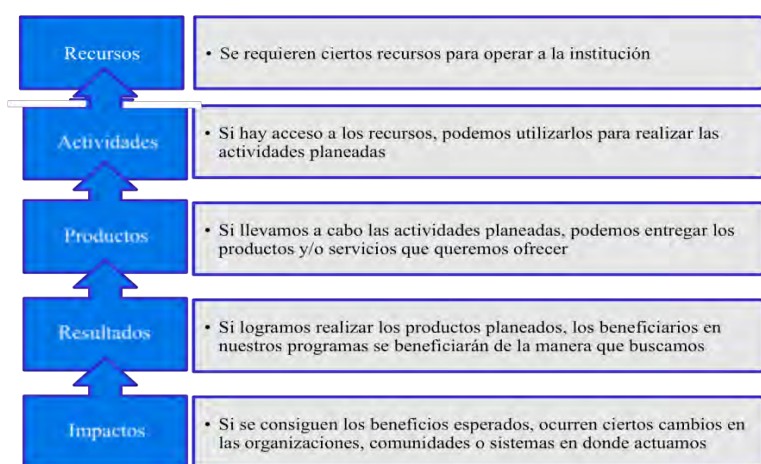 Recursos
• Se requieren ciertos recursos para operar a la institución
Actividades
• Si hay acceso a los recursos, podemos utilizarlos para realizar las
actividades planeadas
Productos
• Si llevamos a cabo las actividades planeadas, podemos entregar los
productos y/o servicios que queremos ofrecer
Resultados
• Si logramos realizar los productos planeados, los beneficiarios en
nuestros programas se beneficiarán de la manera que buscamos
Impactos
• Si se consiguen los beneficios esperados, ocurren ciertos cambios en
las organizaciones, comunidades o sistemas en donde actuamos